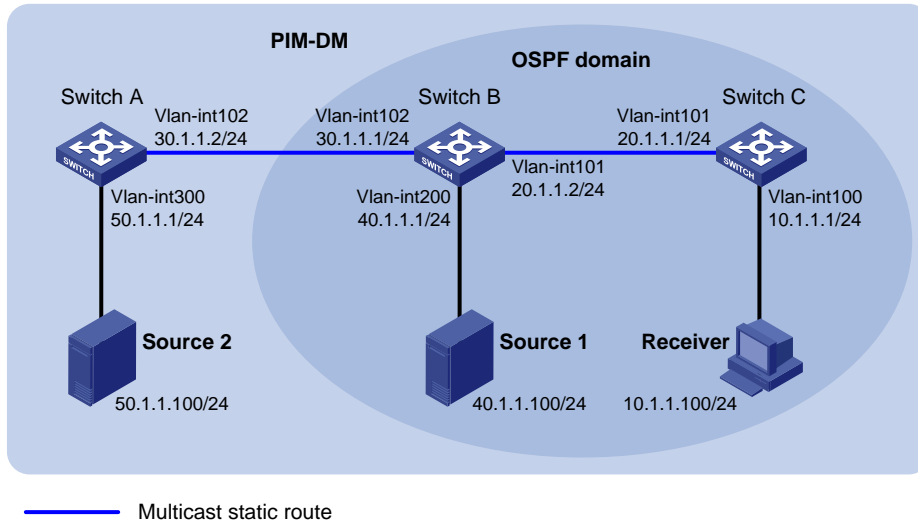 PIM-DM
OSPF domain
Switch A
Switch B
Switch C
Vlan-int102
30.1.1.2/24
Vlan-int102
30.1.1.1/24
Vlan-int101
20.1.1.1/24
SWITCH
SWITCH
SWITCH
Vlan-int101
20.1.1.2/24
Vlan-int300
50.1.1.1/24
Vlan-int200
40.1.1.1/24
Vlan-int100
10.1.1.1/24
Source 2
Source 1
Receiver
50.1.1.100/24
40.1.1.100/24
10.1.1.100/24
Multicast static route